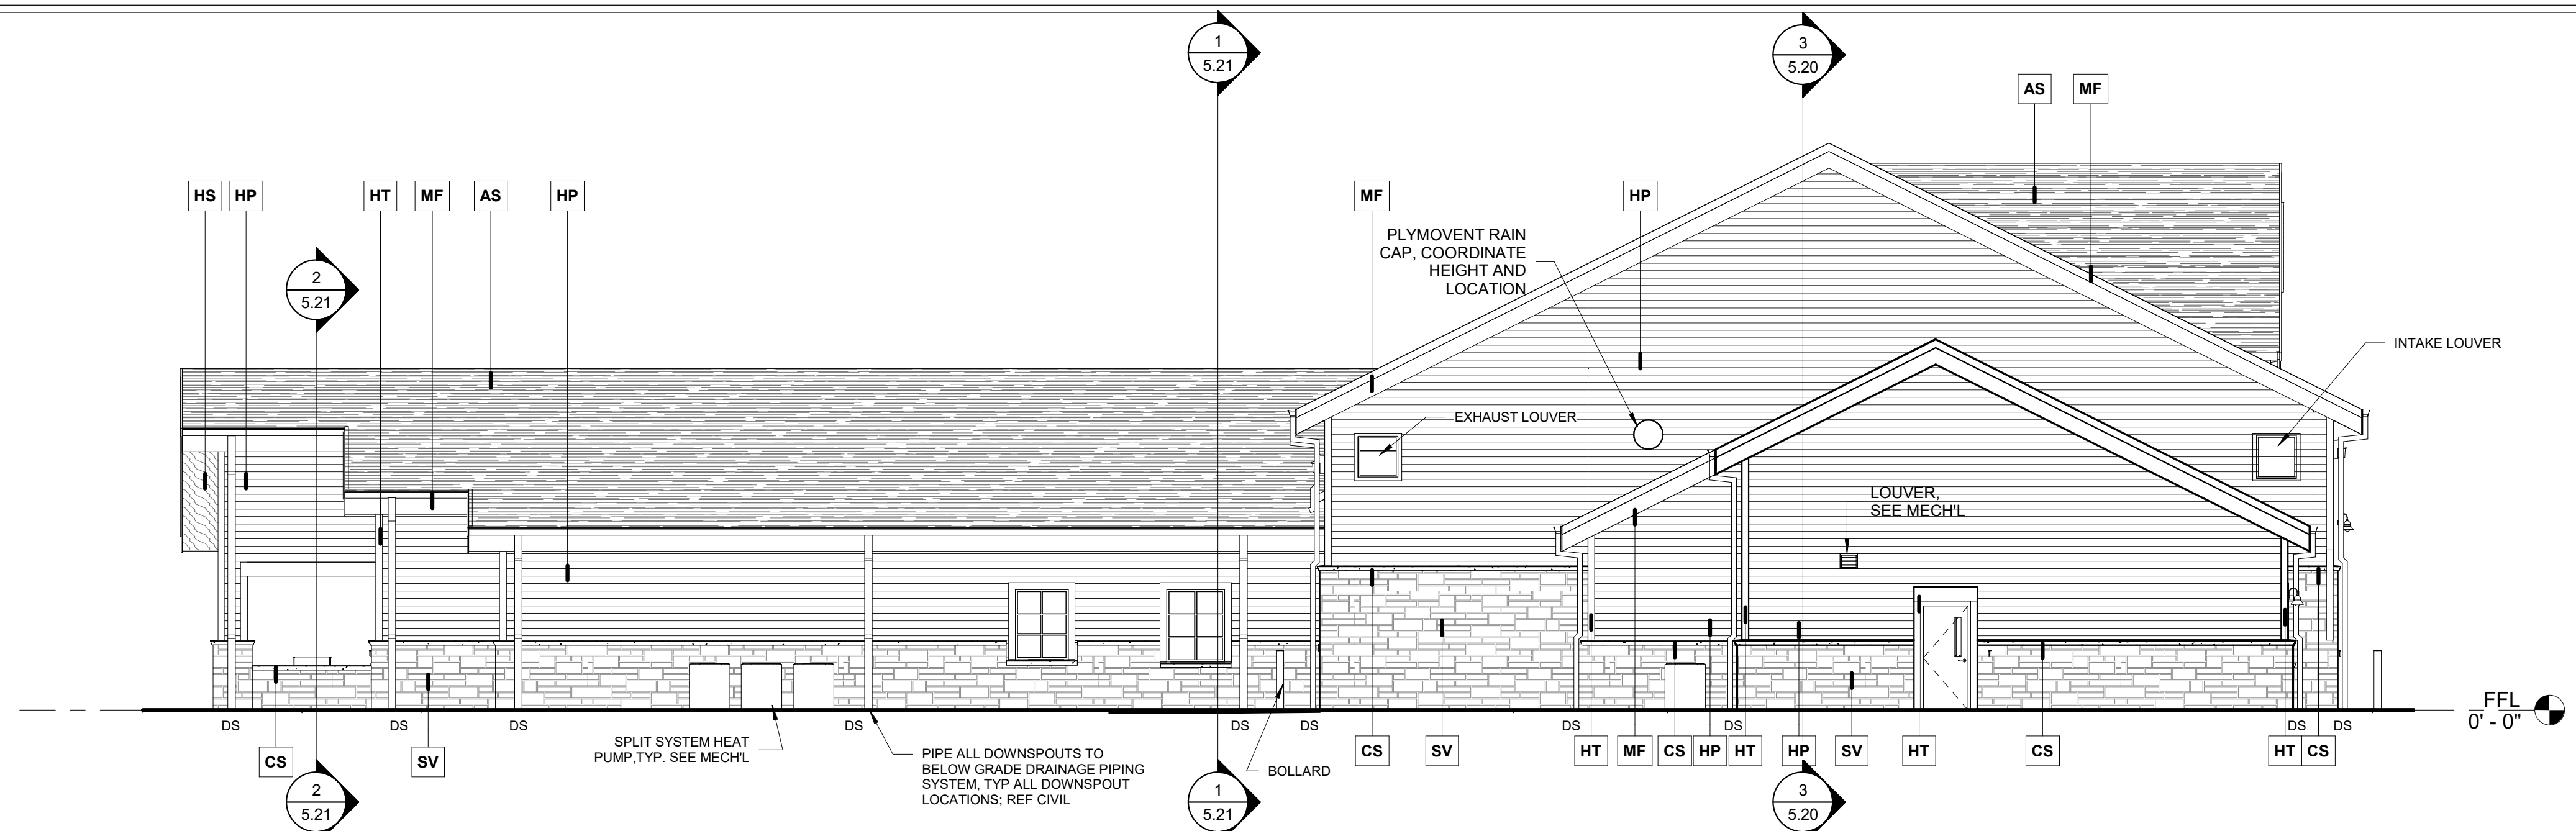 1
5.21
3
5.20
AS
MF
HS
HP
HT
MF
AS
HP
MF
HP
PLYMOVENT RAIN
CAP, COORDINATE
HEIGHT AND
LOCATION
2
5.21
INTAKE LOUVER
EXHAUST LOUVER
LOUVER,
SEE MECH'L
FFL
0' - 0"
DS
DS
DS
DS
DS
DS
DS
DS
DS
DS
CS
SV
SPLIT SYSTEM HEAT
PUMP,TYP. SEE MECH'L
PIPE ALL DOWNSPOUTS TO
BELOW GRADE DRAINAGE PIPING
SYSTEM, TYP ALL DOWNSPOUT
LOCATIONS; REF CIVIL
BOLLARD
CS
SV
HT
MF
CS
HP
HT
HP
SV
HT
CS
HT
CS
2
5.21
1
5.21
3
5.20